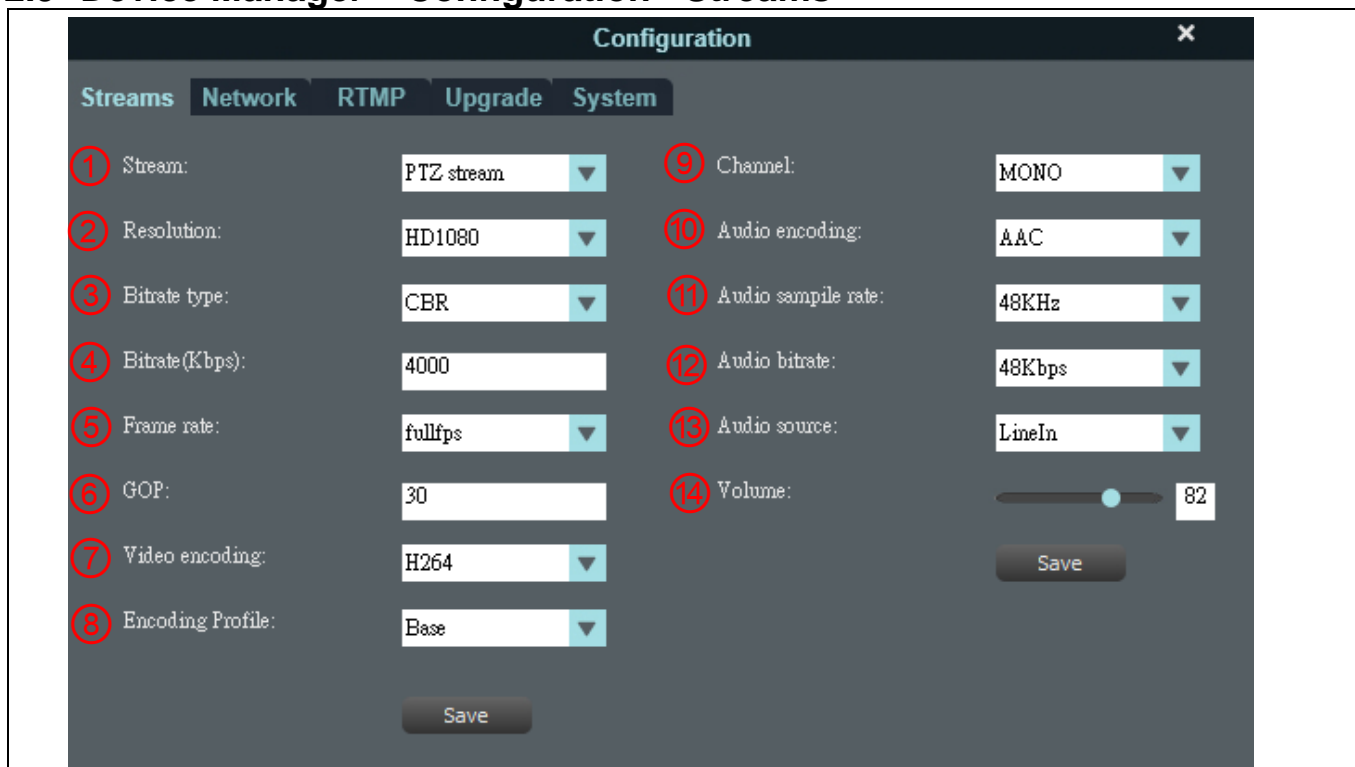 Configuration ×
Streams Network RTMP Upgrade System
1 Stream: PTZ stream
2 Resolution: HD1080
3 Bitrate type: CBR
4 Bitrate(Kbps): 4000
5 Frame rate: fullfps
6 GOP: 30
7 Video encoding: H264
8 Encoding Profile: Base
Save
9 Channel: MONO
10 Audio encoding: AAC
11 Audio sampile rate: 48KHz
12 Audio bitrate: 48Kbps
13 Audio source: LineIn
14 Volume: 82
Save